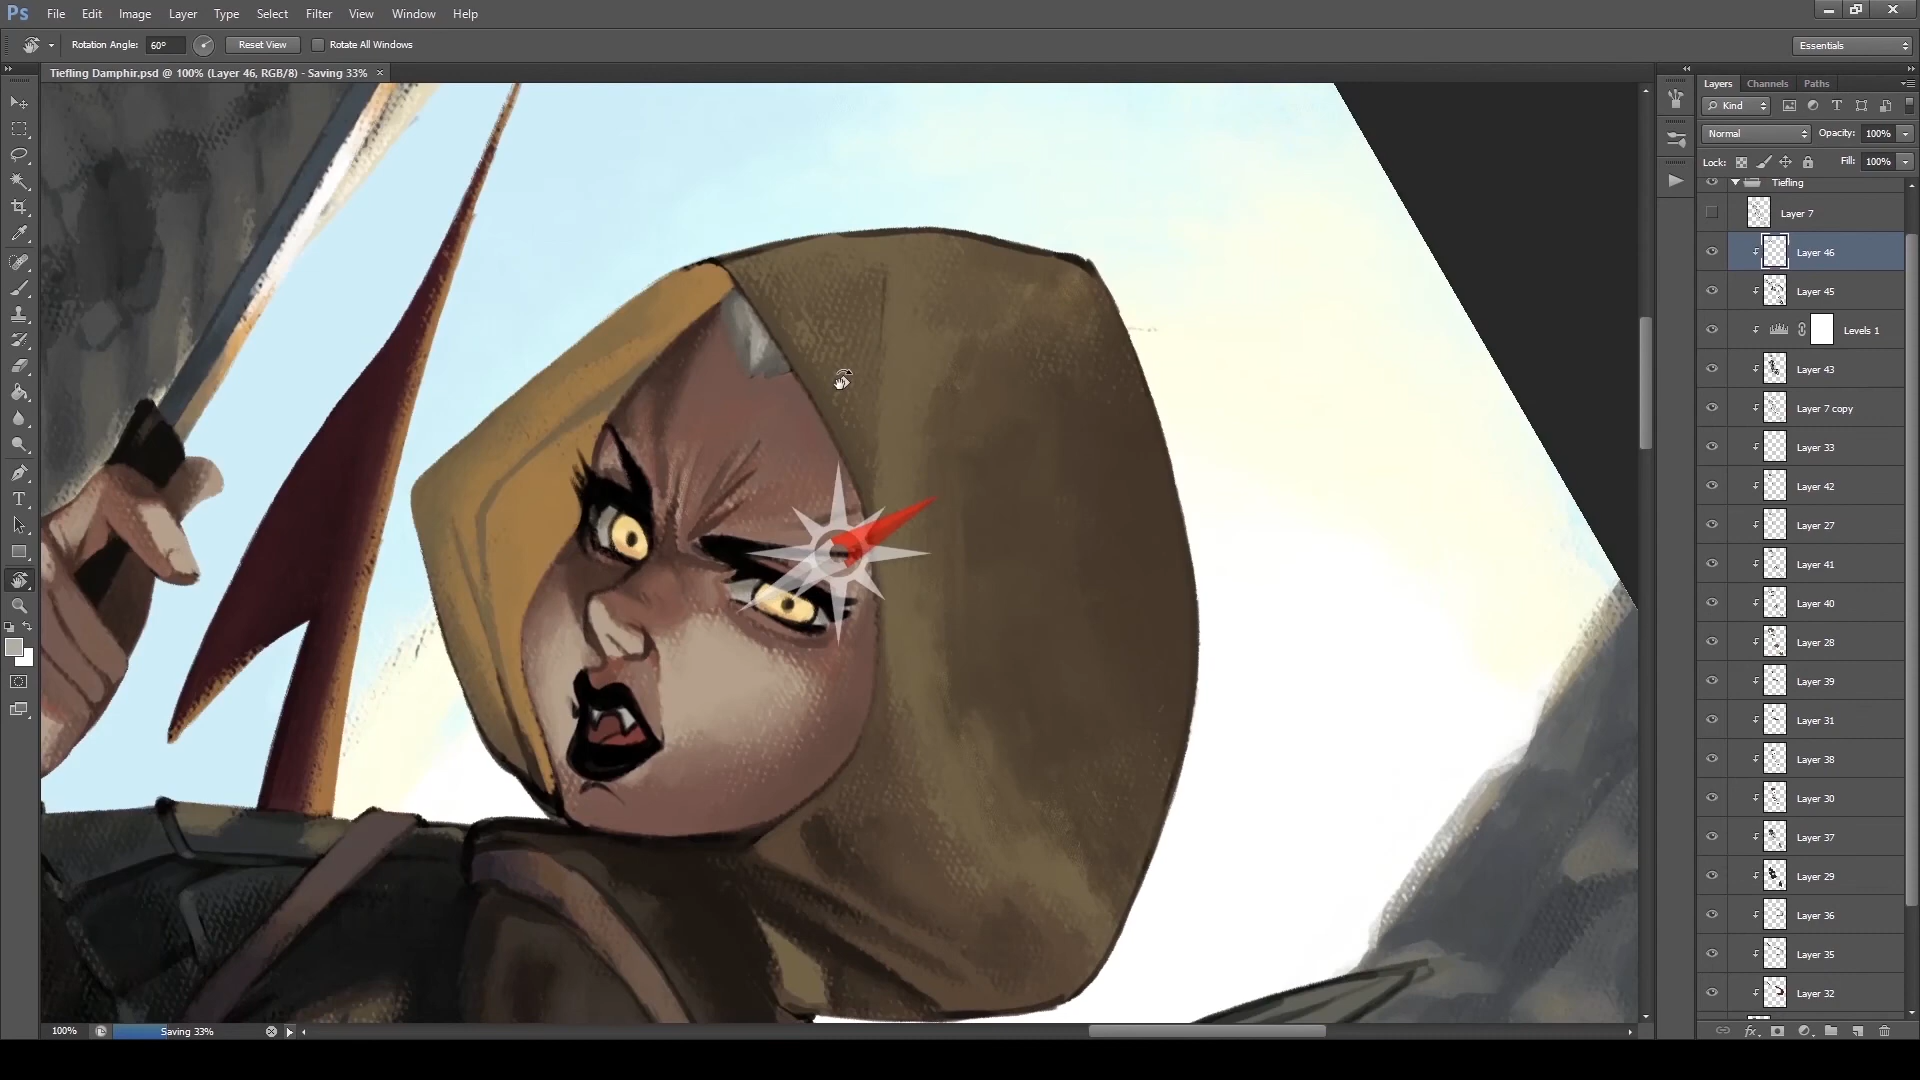 Ps File Edit Image Layer Type Select Filter View Window Help
Rotation Angle: 60° Reset View Rotate All Windows Essentials
Tiefling Damphir.psd @ 100% (Layer 46, RGB/8) - Saving 33% ×
Layers Channels Paths
Kind
Normal Opacity: 100%
Lock: Fill: 100%
Tiefling
Layer 7
Layer 46
Layer 45
Levels 1
Layer 43
Layer 7 copy
Layer 33
Layer 42
Layer 27
Layer 41
Layer 40
Layer 28
Layer 39
Layer 31
Layer 38
Layer 30
Layer 37
Layer 29
Layer 36
Layer 35
Layer 32
100% Saving 33%
fx